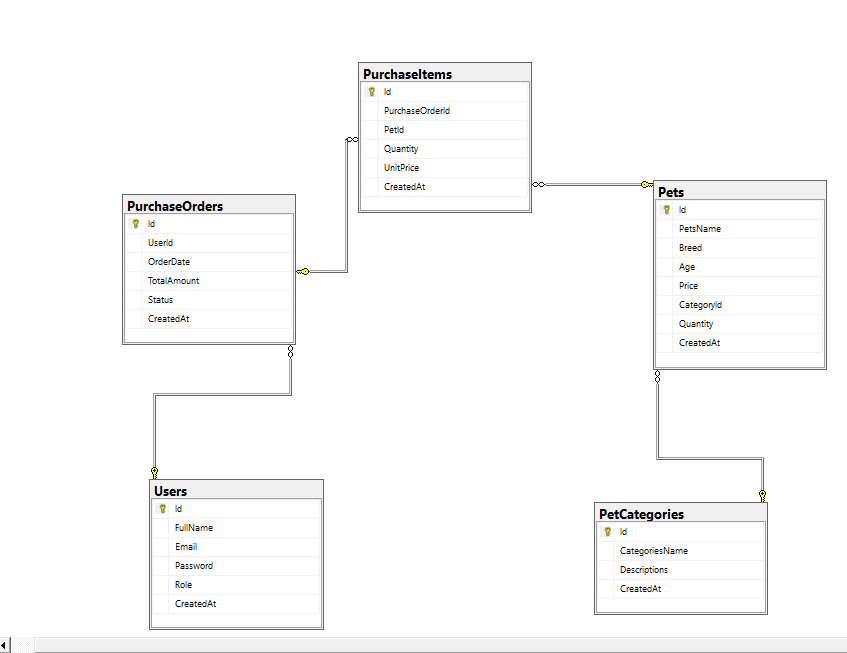 PurchaseItems
Id
PurchaseOrderId
PetId
Quantity
UnitPrice
CreatedAt
PurchaseOrders
Id
UserId
OrderDate
TotalAmount
Status
CreatedAt
Pets
Id
PetsName
Breed
Age
Price
CategoryId
Quantity
CreatedAt
Users
Id
FullName
Email
Password
Role
CreatedAt
PetCategories
Id
CategoriesName
Descriptions
CreatedAt